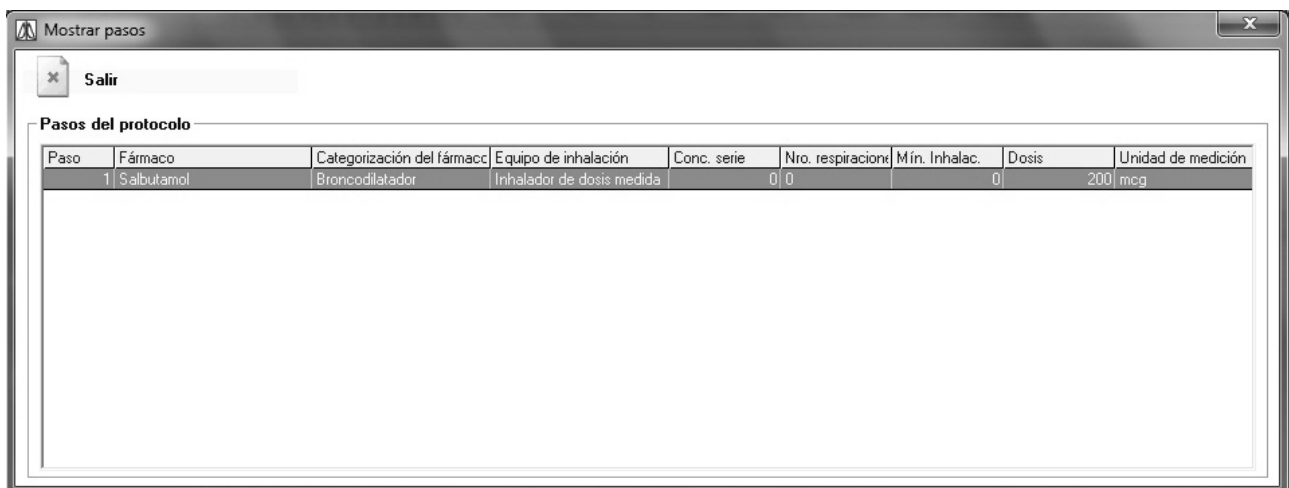 Mostrar pasos
Salir
Pasos del protocolo
Paso Fármaco Categorización del fármacc Equipo de inhalación Conc. serie Nro. respiracione Mín. Inhalac. Dosis Unidad de medición
1 Salbutamol Broncodilatador Inhalador de dosis medida 0 0 0 200 mcg